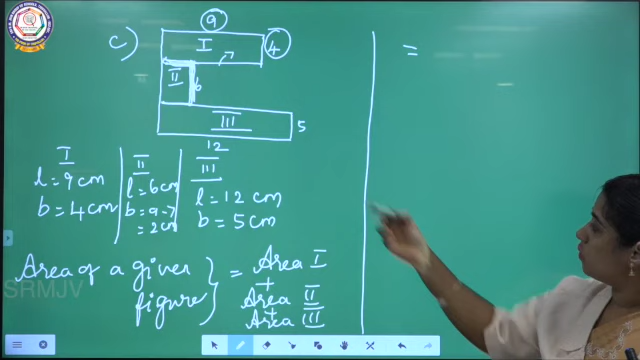 c)
9
I
4
II
6
III
5
12
I
l = 9 cm
b = 4 cm
II
l = 6 cm
b = 9-7
= 2 cm
III
l = 12 cm
b = 5 cm
=
Area of a given figure } = Area I
+
Area II
+
Area III
SRMJV